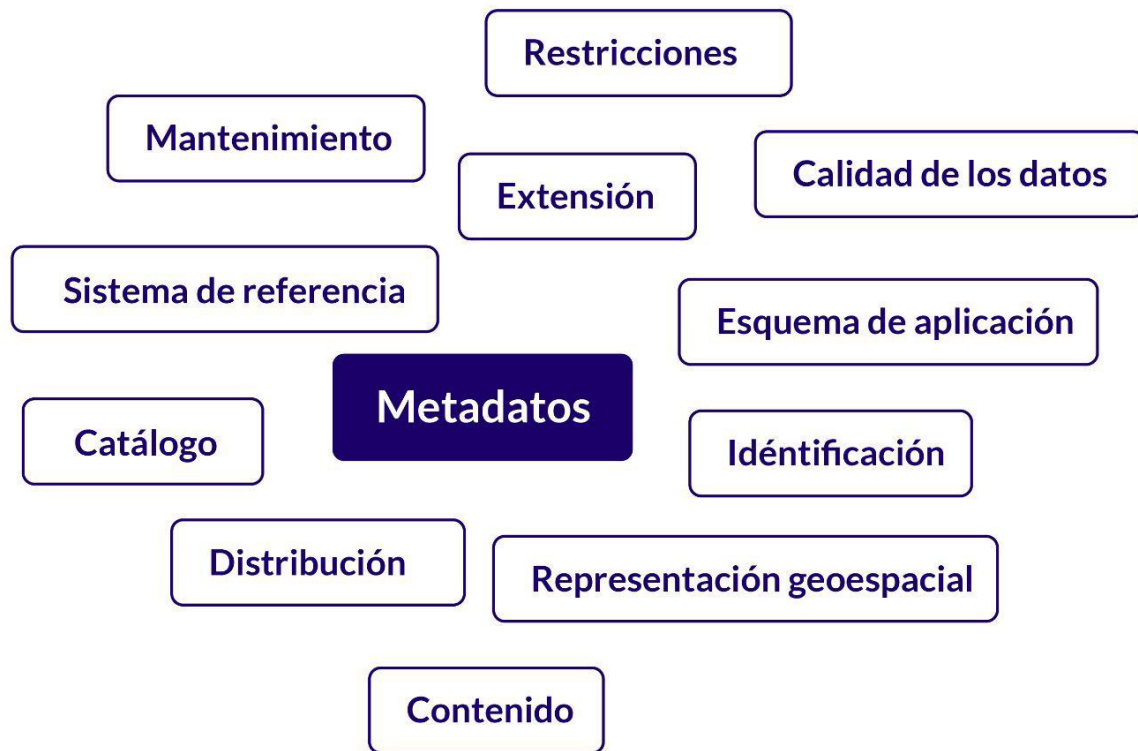 Restricciones
Mantenimiento
Calidad de los datos
Extensión
Sistema de referencia
Esquema de aplicación
Metadatos
Catálogo
Idéntificación
Distribución
Representación geoespacial
Contenido